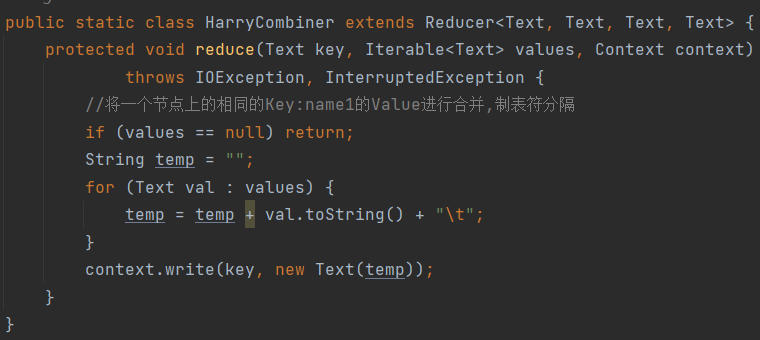 public static class HarryCombiner extends Reducer<Text, Text, Text, Text> {
    protected void reduce(Text key, Iterable<Text> values, Context context)
            throws IOException, InterruptedException {
        //将一个节点上的相同的Key:name1的Value进行合并,制表符分隔
        if (values == null) return;
        String temp = "";
        for (Text val : values) {
            temp = temp + val.toString() + "\t";
        }
        context.write(key, new Text(temp));
    }
}